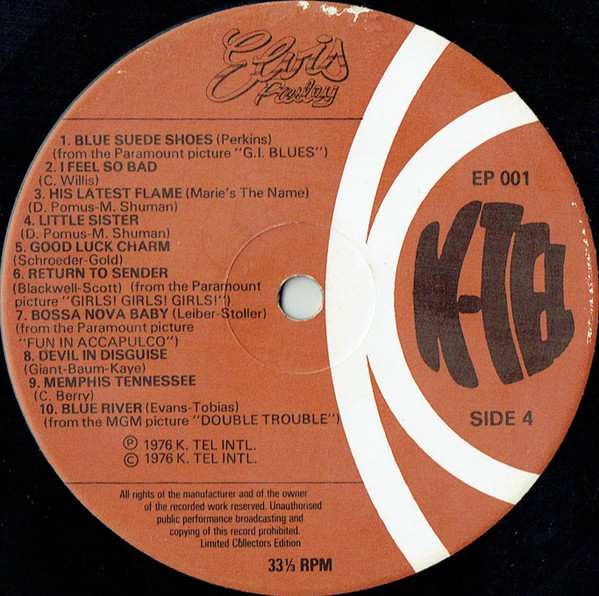 Elvis
Presley
1. BLUE SUEDE SHOES (Perkins)
(from the Paramount picture "G.I. BLUES")
2. I FEEL SO BAD
(C. Willis)
3. HIS LATEST FLAME (Marie's The Name)
(D. Pomus-M. Shuman)
4. LITTLE SISTER
(D. Pomus-M. Shuman)
5. GOOD LUCK CHARM
(Schroeder-Gold)
6. RETURN TO SENDER
(Blackwell-Scott) (from the Paramount
picture "GIRLS! GIRLS! GIRLS!")
7. BOSSA NOVA BABY (Leiber-Stoller)
(from the Paramount picture
"FUN IN ACCAPULCO")
8. DEVIL IN DISGUISE
(Giant-Baum-Kaye)
9. MEMPHIS TENNESSEE
(C. Berry)
10. BLUE RIVER (Evans-Tobias)
(from the MGM picture "DOUBLE TROUBLE")
℗ 1976 K. TEL INTL.
© 1976 K. TEL INTL.
All rights of the manufacturer and of the owner
of the recorded work reserved. Unauthorised
public performance broadcasting and
copying of this record prohibited.
Limited Collectors Edition
33⅓ RPM
EP 001
K-TEL
SIDE 4